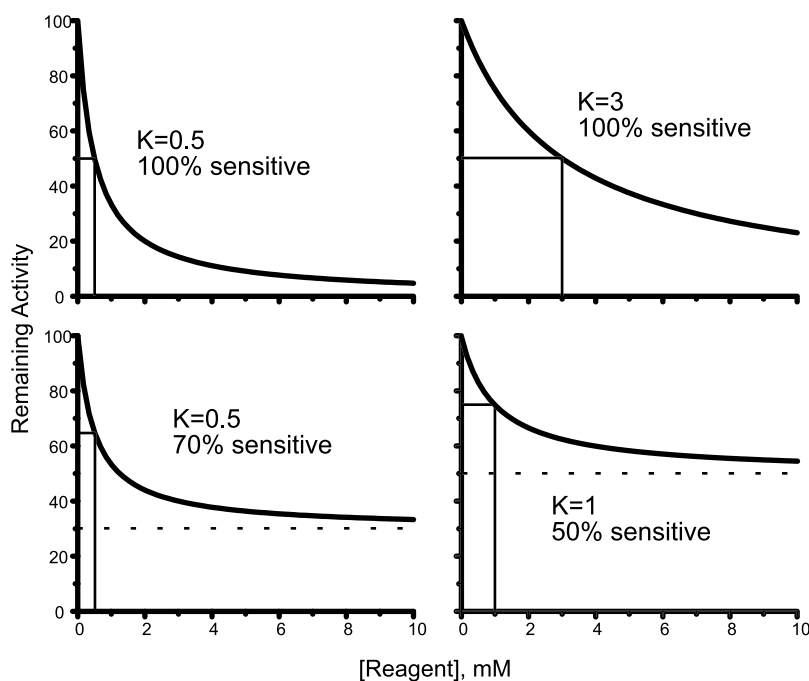 100
80
60
40
20
0
K=0.5
100% sensitive
K=3
100% sensitive
Remaining Activity
100
80
60
40
20
0
0 2 4 6 8 10
K=0.5
70% sensitive
K=1
50% sensitive
0 2 4 6 8 10
[Reagent], mM